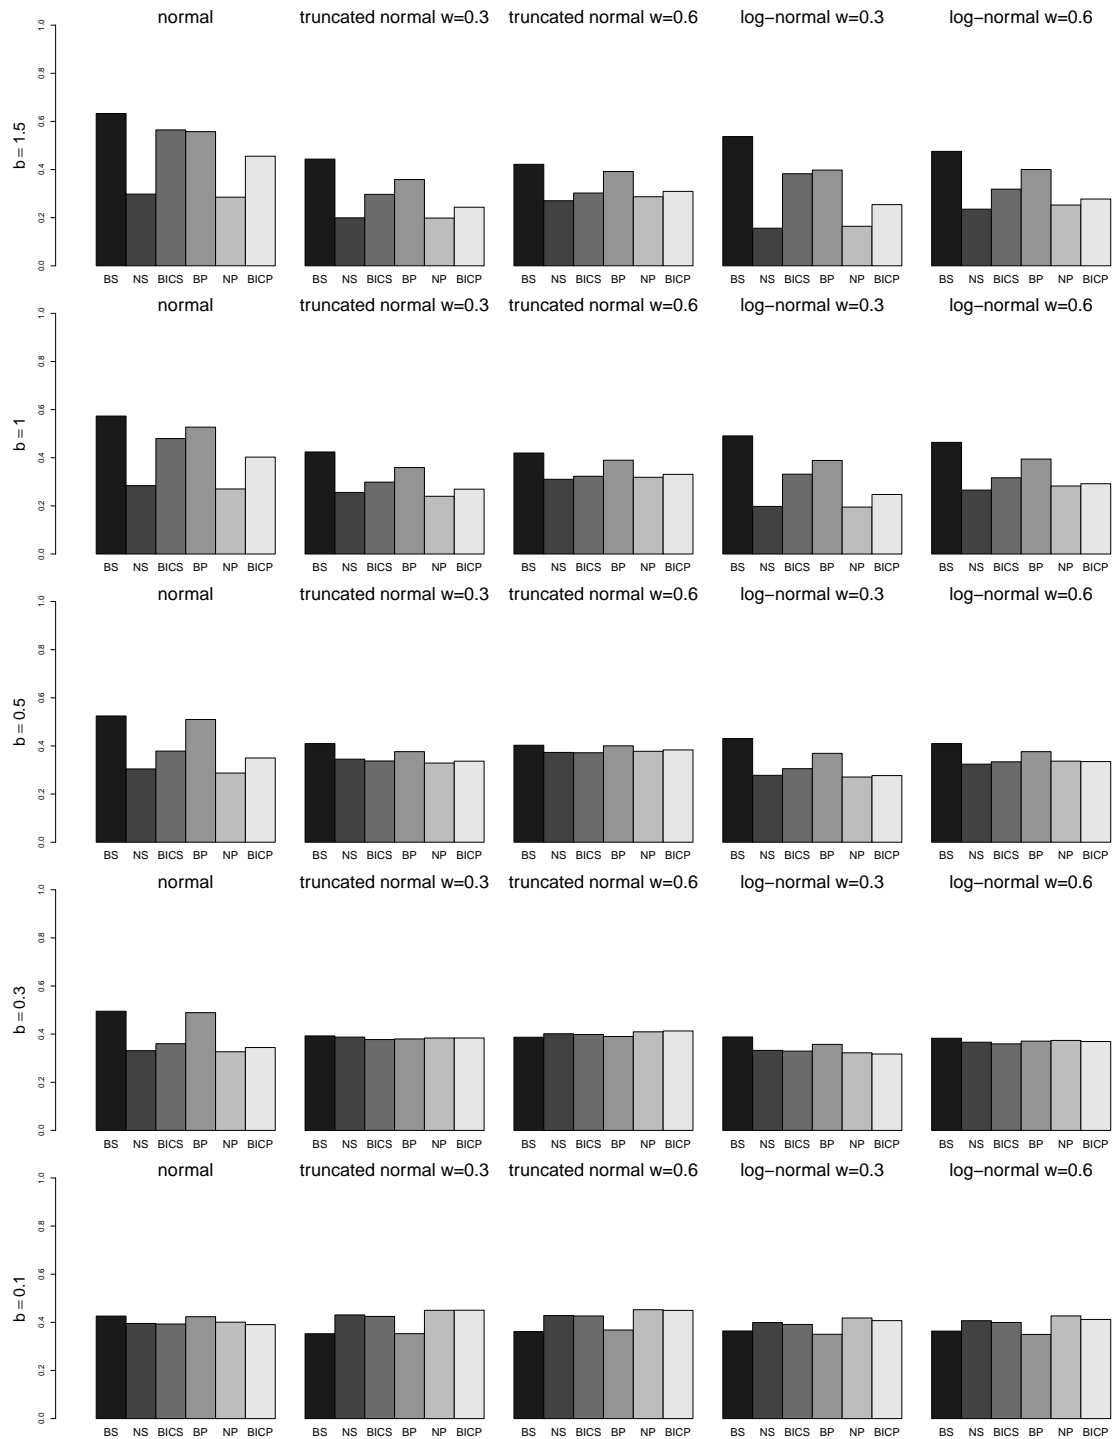 normal truncated normal w=0.3 truncated normal w=0.6 log−normal w=0.3 log−normal w=0.6
b = 1.5
0.0 0.2 0.4 0.6 0.8 1.0
BS NS BICS BP NP BICP BS NS BICS BP NP BICP BS NS BICS BP NP BICP BS NS BICS BP NP BICP BS NS BICS BP NP BICP
normal truncated normal w=0.3 truncated normal w=0.6 log−normal w=0.3 log−normal w=0.6
b = 1
0.0 0.2 0.4 0.6 0.8 1.0
BS NS BICS BP NP BICP BS NS BICS BP NP BICP BS NS BICS BP NP BICP BS NS BICS BP NP BICP BS NS BICS BP NP BICP
normal truncated normal w=0.3 truncated normal w=0.6 log−normal w=0.3 log−normal w=0.6
b = 0.5
0.0 0.2 0.4 0.6 0.8 1.0
BS NS BICS BP NP BICP BS NS BICS BP NP BICP BS NS BICS BP NP BICP BS NS BICS BP NP BICP BS NS BICS BP NP BICP
normal truncated normal w=0.3 truncated normal w=0.6 log−normal w=0.3 log−normal w=0.6
b = 0.3
0.0 0.2 0.4 0.6 0.8 1.0
BS NS BICS BP NP BICP BS NS BICS BP NP BICP BS NS BICS BP NP BICP BS NS BICS BP NP BICP BS NS BICS BP NP BICP
normal truncated normal w=0.3 truncated normal w=0.6 log−normal w=0.3 log−normal w=0.6
b = 0.1
0.0 0.2 0.4 0.6 0.8 1.0
BS NS BICS BP NP BICP BS NS BICS BP NP BICP BS NS BICS BP NP BICP BS NS BICS BP NP BICP BS NS BICS BP NP BICP